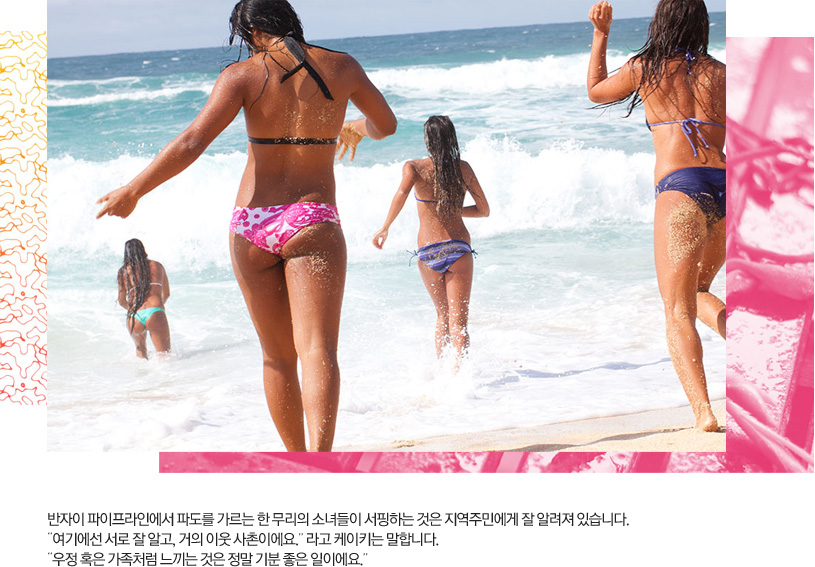 반자이 파이프라인에서 파도를 가르는 한 무리의 소녀들이 서핑하는 것은 지역주민에게 잘 알려져 있습니다.
"여기에선 서로 잘 알고, 거의 이웃 사촌이에요." 라고 케이키는 말합니다.
"우정 혹은 가족처럼 느끼는 것은 정말 기분 좋은 일이에요."